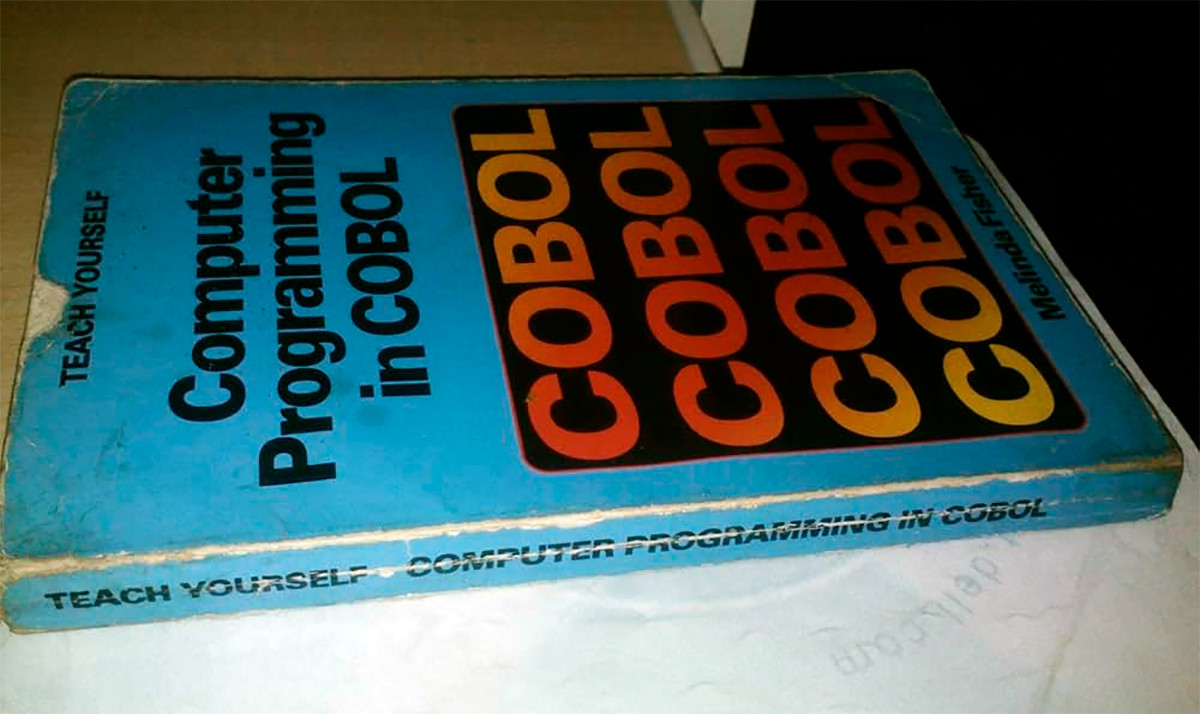 TEACH YOURSELF
Computer
Programming
in COBOL
COBOL
COBOL
COBOL
COBOL
Melinda Fisher
TEACH YOURSELF COMPUTER PROGRAMMING IN COBOL